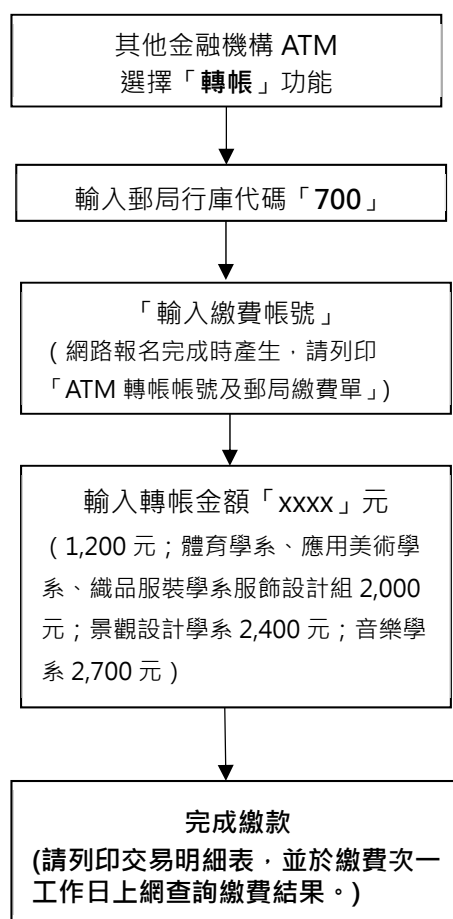 其他金融機構 ATM
選擇「轉帳」功能
輸入郵局行庫代碼「700」
「輸入繳費帳號」
（網路報名完成時產生，請列印
「ATM 轉帳帳號及郵局繳費單」)
輸入轉帳金額「xxxx」元
（1,200 元；體育學系、應用美術學
系、織品服裝學系服飾設計組 2,000
元；景觀設計學系 2,400 元；音樂學
系 2,700 元）
完成繳款
(請列印交易明細表，並於繳費次一
工作日上網查詢繳費結果。)